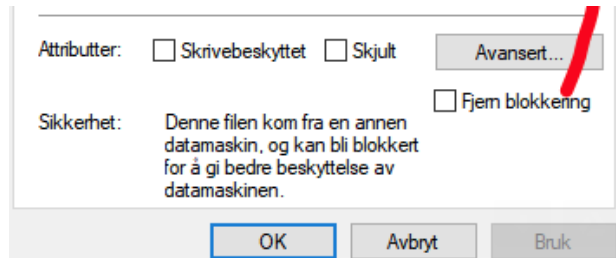 Attributter: Skrivebeskyttet Skjult Avansert...
Fjern blokkering
Sikkerhet: Denne filen kom fra en annen
datamaskin, og kan bli blokkert
for å gi bedre beskyttelse av
datamaskinen.
OK Avbryt Bruk